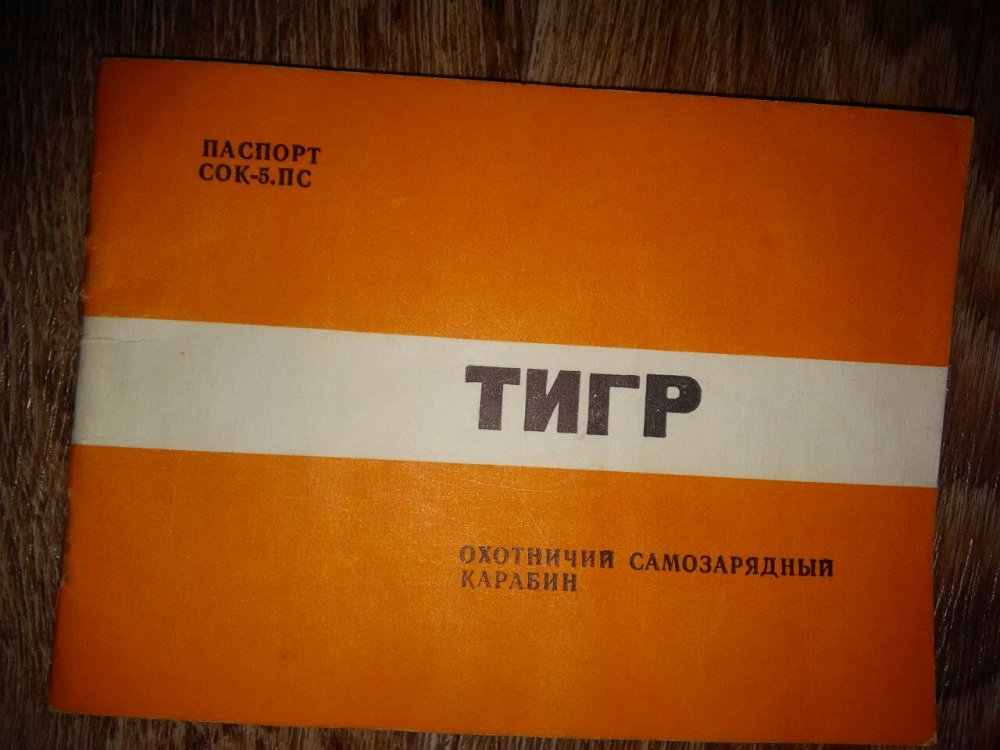 ПАСПОРТ
СОК-5.ПС
ТИГР
ОХОТНИЧИЙ САМОЗАРЯДНЫЙ
КАРАБИН